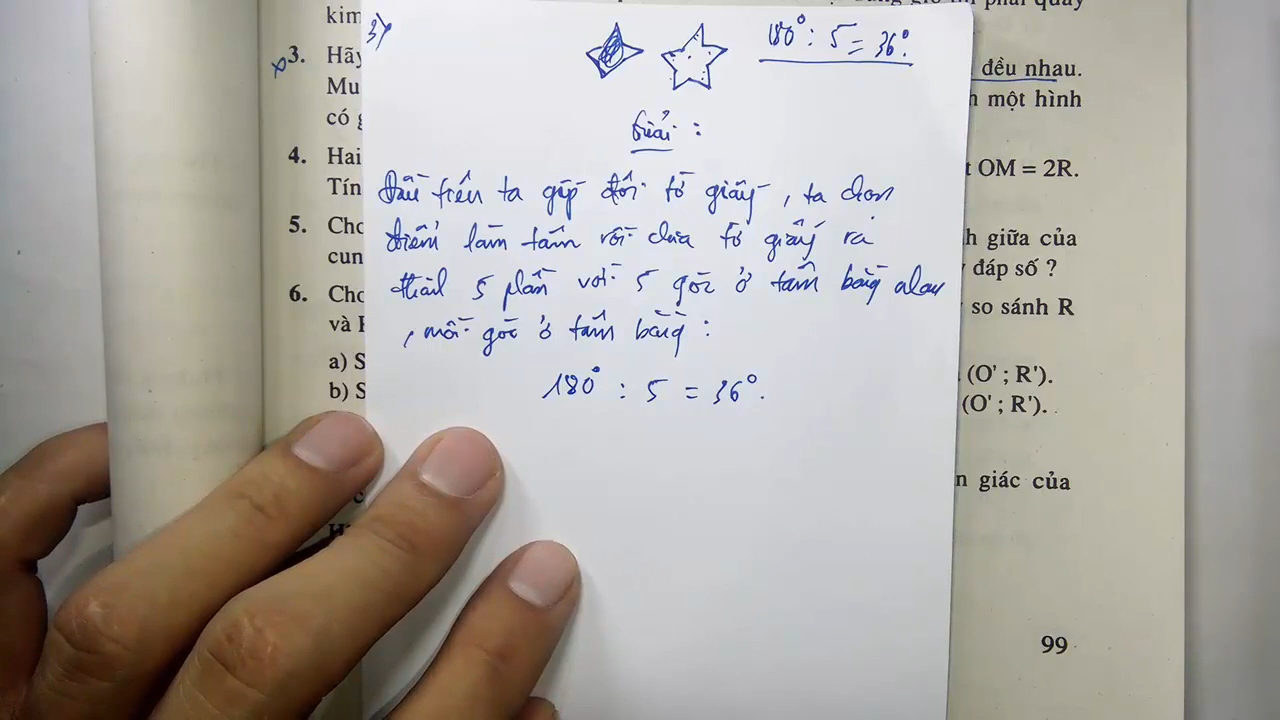 kim
3. Hãy
đều nhau.
Mu
n một hình
có g
4. Hai
t OM = 2R.
Tín
5. Cho
h giữa của
cun
đáp số ?
6. Cho
so sánh R
và R
a) S
(O' ; R').
b) S
(O' ; R').
n giác của
99
3)
180° : 5 = 36°.
Giải :
Đầu tiên ta gấp đôi tờ giấy, ta chọn
điểm làm tâm rồi chia tờ giấy ra
thành 5 phần với 5 góc ở tâm bằng nhau
, mỗi góc ở tâm bằng :
180° : 5 = 36°.